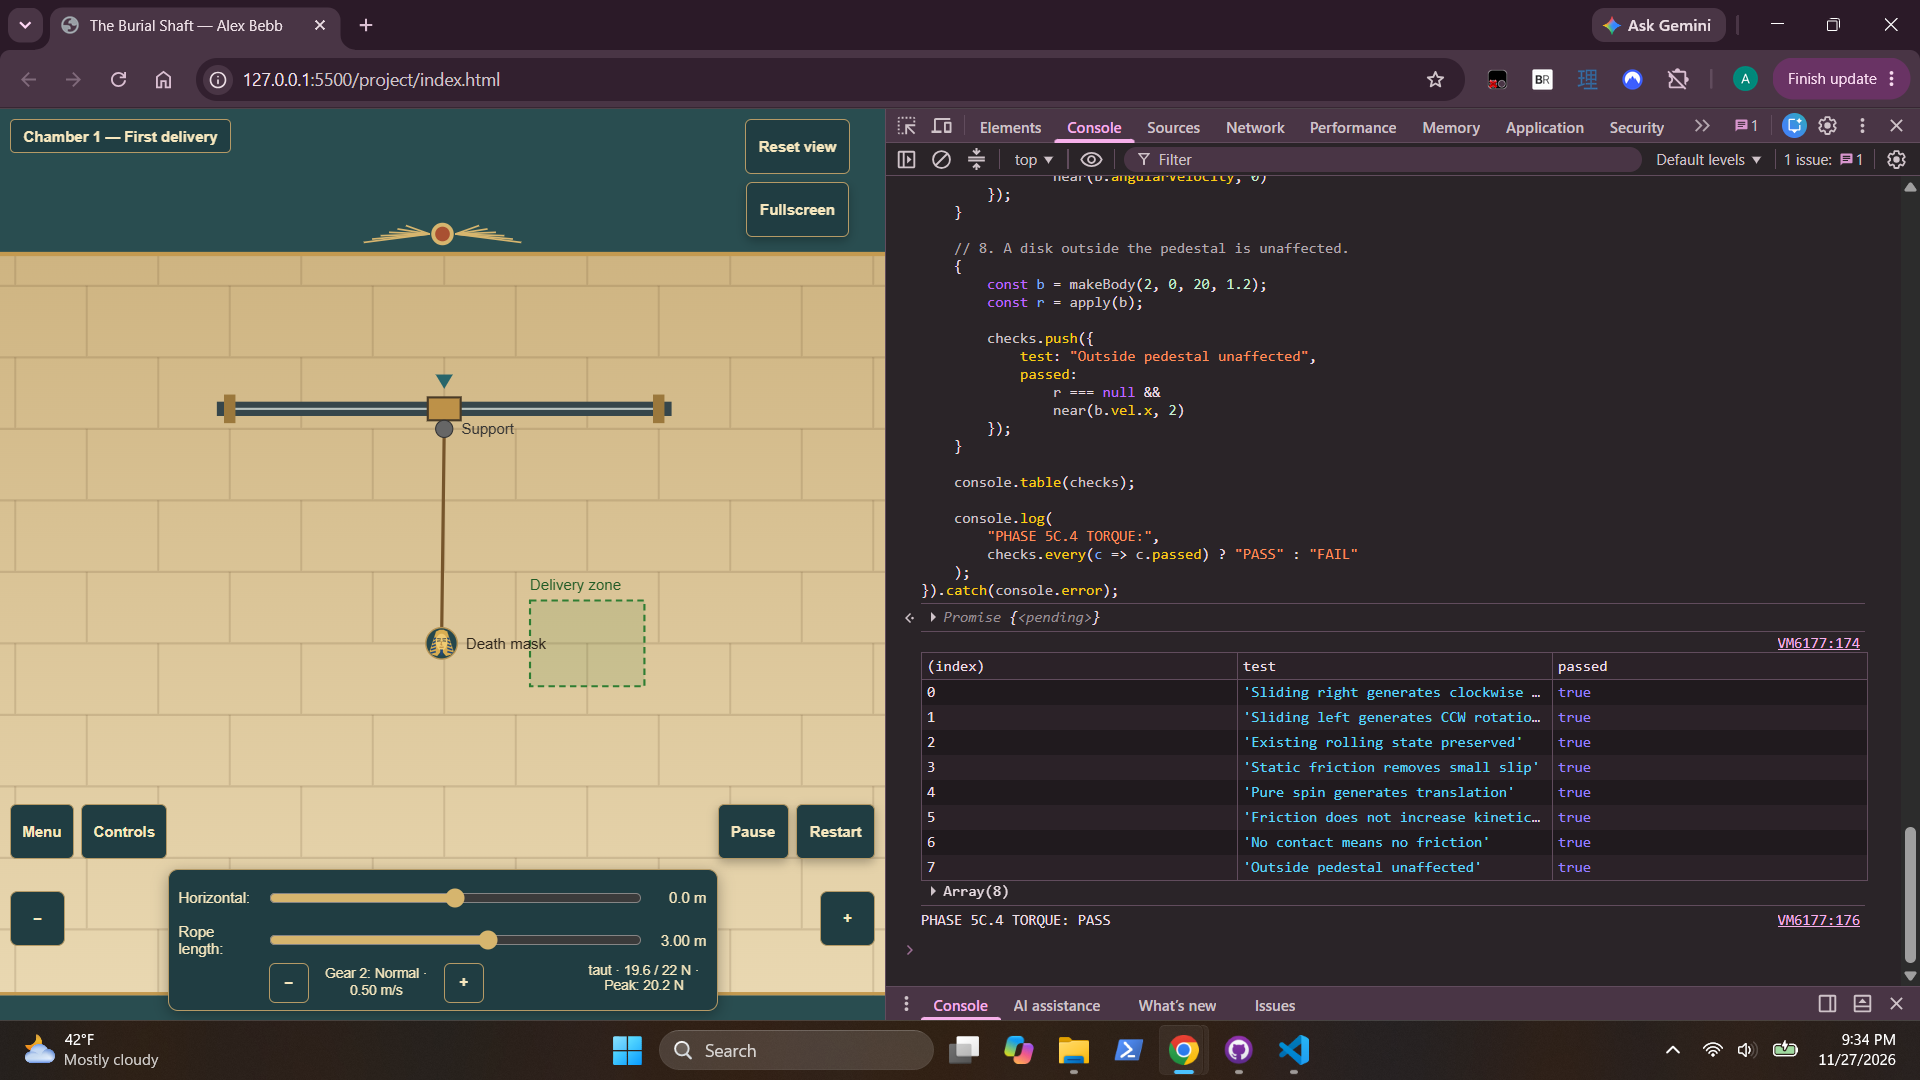 The Burial Shaft — Alex Bebb
Ask Gemini
127.0.0.1:5500/project/index.html
BR
A
Finish update
Chamber 1 — First delivery
Reset view
Fullscreen
Support
Delivery zone
Death mask
Menu
Controls
Pause
Restart
−
+
Horizontal:
0.0 m
Rope
length:
3.00 m
−
Gear 2: Normal ·
0.50 m/s
+
taut · 19.6 / 22 N ·
Peak: 20.2 N
Elements
Console
Sources
Network
Performance
Memory
Application
Security
1
top
Filter
Default levels
1 issue: 1
near(b.angularVelocity, 0)
});
}
// 8. A disk outside the pedestal is unaffected.
{
const b = makeBody(2, 0, 20, 1.2);
const r = apply(b);
checks.push({
test: "Outside pedestal unaffected",
passed:
r === null &&
near(b.vel.x, 2)
});
}
console.table(checks);
console.log(
"PHASE 5C.4 TORQUE:",
checks.every(c => c.passed) ? "PASS" : "FAIL"
);
}).catch(console.error);
Promise {<pending>}
VM6177:174
(index) test passed
0 'Sliding right generates clockwise … true
1 'Sliding left generates CCW rotatio… true
2 'Existing rolling state preserved' true
3 'Static friction removes small slip' true
4 'Pure spin generates translation' true
5 'Friction does not increase kinetic… true
6 'No contact means no friction' true
7 'Outside pedestal unaffected' true
Array(8)
PHASE 5C.4 TORQUE: PASS
VM6177:176
Console
AI assistance
What's new
Issues
42°F
Mostly cloudy
Search
9:34 PM
11/27/2026